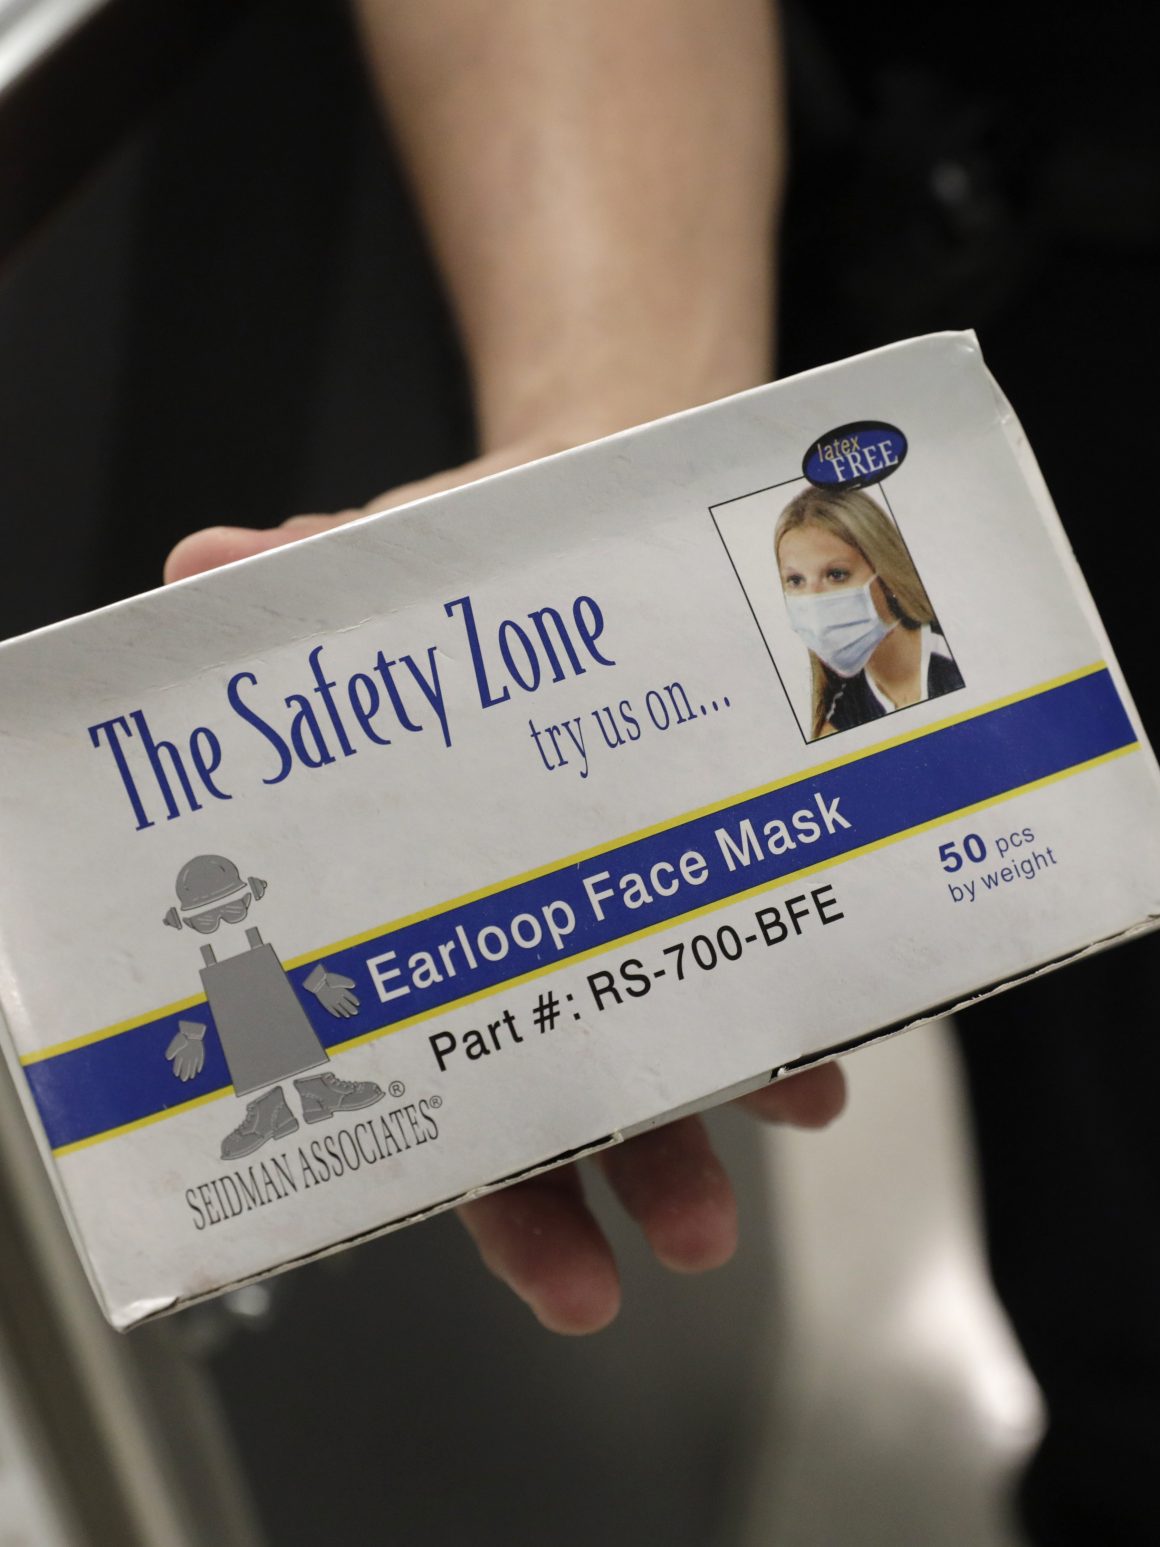 latex
FREE
The Safety Zone
try us on...
Earloop Face Mask
50 pcs
by weight
Part #: RS-700-BFE
®
SEIDMAN ASSOCIATES®